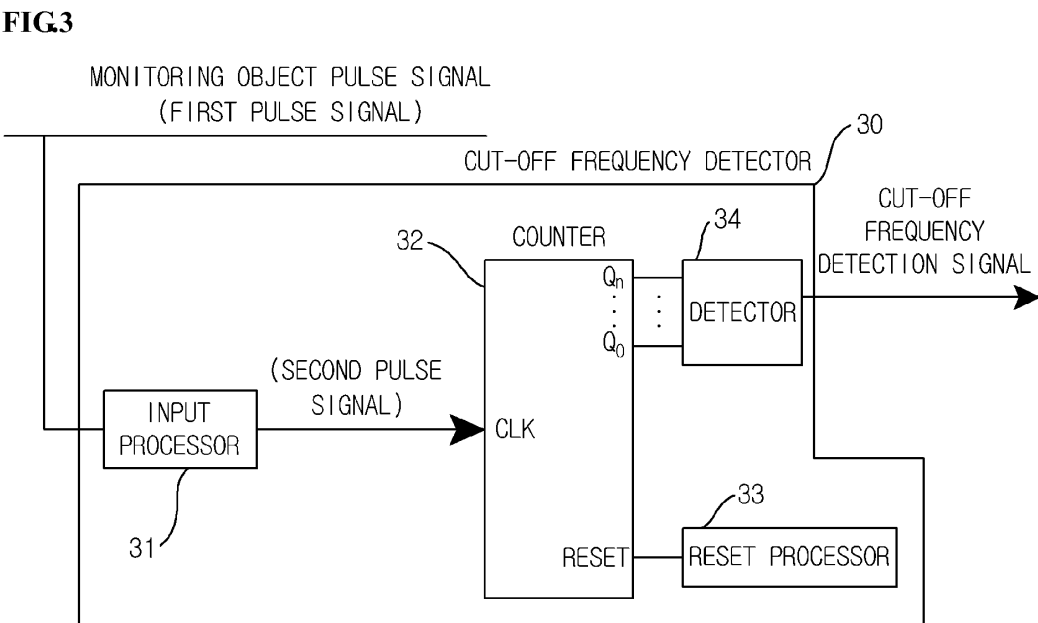 FIG.3
MONITORING OBJECT PULSE SIGNAL
(FIRST PULSE SIGNAL)
30
CUT-OFF FREQUENCY DETECTOR
CUT-OFF
FREQUENCY
DETECTION SIGNAL
32
COUNTER
34
Qn
Q0
DETECTOR
(SECOND PULSE
SIGNAL)
INPUT
PROCESSOR
CLK
31
33
RESET
RESET PROCESSOR